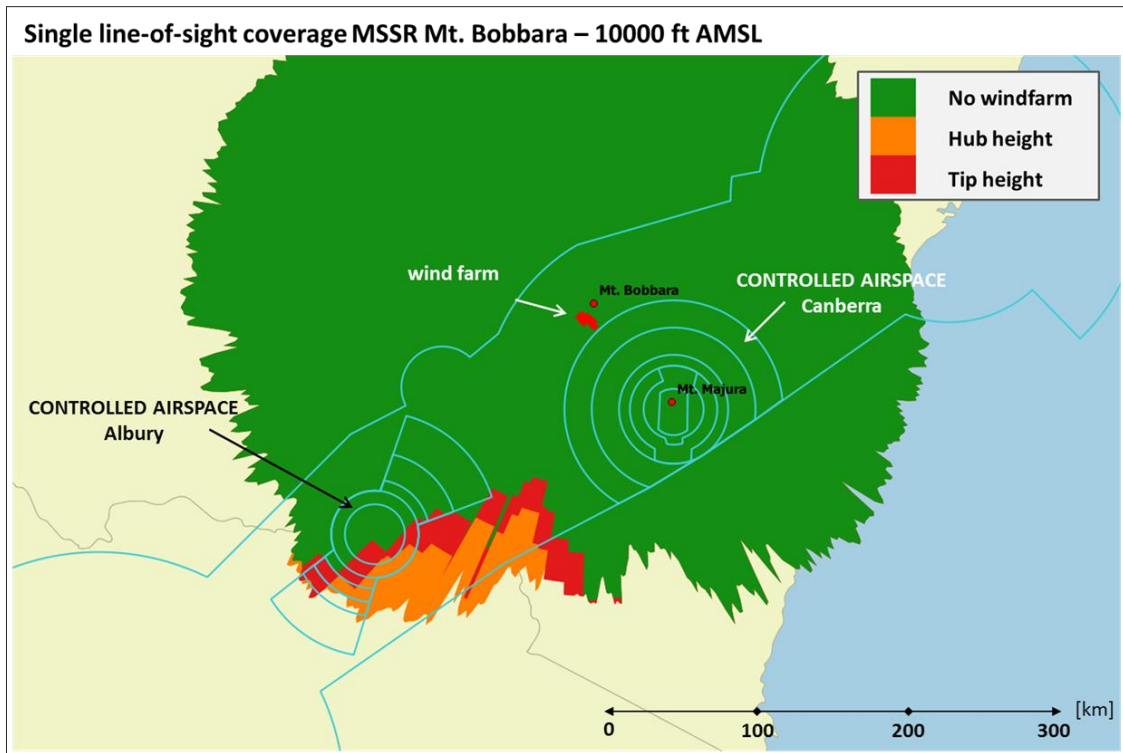 Single line-of-sight coverage MSSR Mt. Bobbara – 10000 ft AMSL
No windfarm
Hub height
Tip height
wind farm
Mt. Bobbara
CONTROLLED AIRSPACE
Canberra
Mt. Majura
CONTROLLED AIRSPACE
Albury
[km]
0
100
200
300